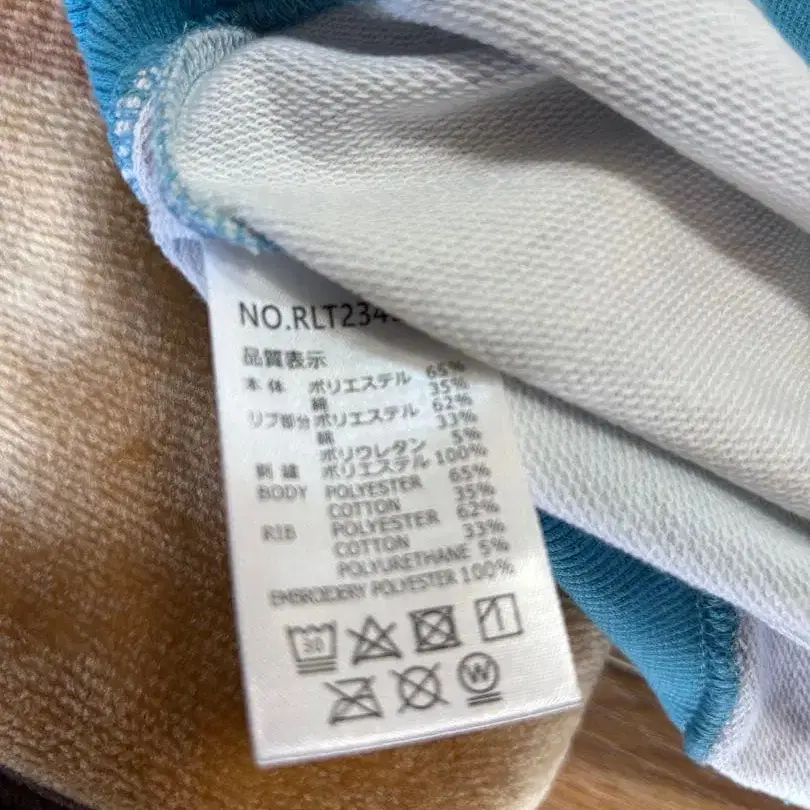 NO.RLT234
品質表示
本体 ポリエステル 65%
綿 35%
リブ部分 ポリエステル 62%
綿 33%
ポリウレタン 5%
刺繍 ポリエステル 100%
BODY POLYESTER 65%
COTTON 35%
RIB POLYESTER 62%
COTTON 33%
POLYURETHANE 5%
EMBROIDERY POLYESTER 100%
30
W